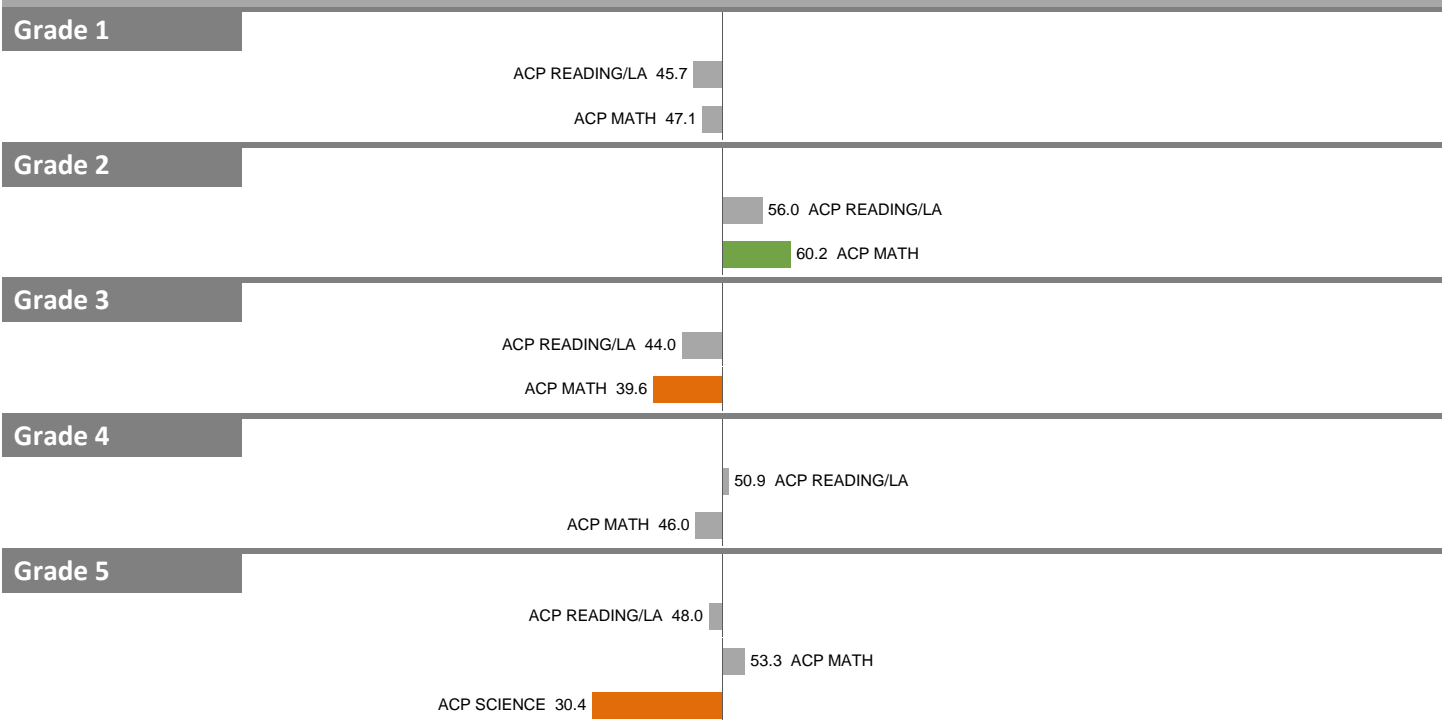 Grade 1
ACP READING/LA 45.7
ACP MATH 47.1
Grade 2
56.0 ACP READING/LA
60.2 ACP MATH
Grade 3
ACP READING/LA 44.0
ACP MATH 39.6
Grade 4
50.9 ACP READING/LA
ACP MATH 46.0
Grade 5
ACP READING/LA 48.0
53.3 ACP MATH
ACP SCIENCE 30.4